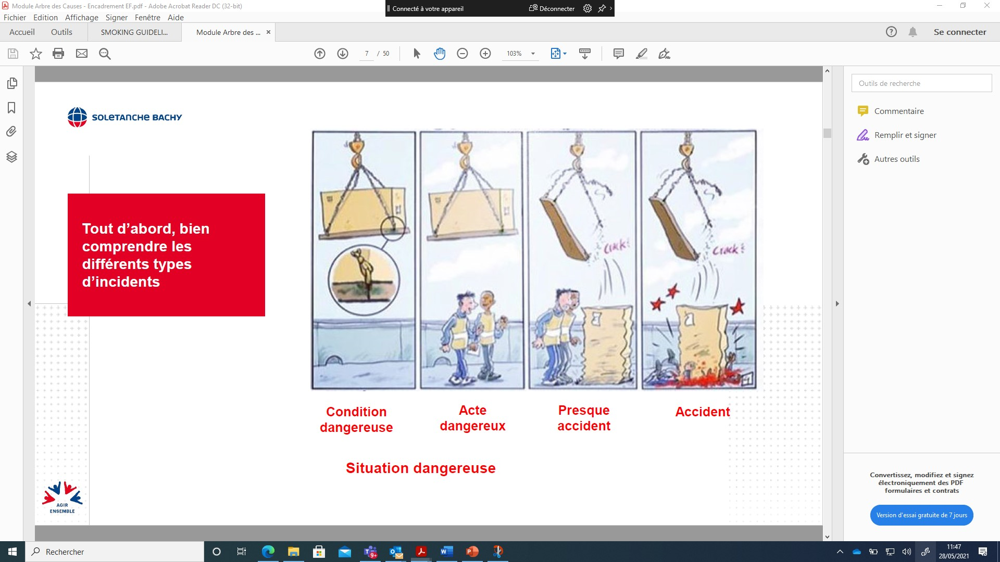 Module Arbre des Causes - Encadrement EF.pdf - Adobe Acrobat Reader DC (32-bit)
Connecté à votre appareil
Déconnecter
Fichier Edition Affichage Signer Fenêtre Aide
Accueil Outils SMOKING GUIDELI... Module Arbre des ...
Se connecter
7 / 50
103%
Outils de recherche
Commentaire
Remplir et signer
Autres outils
SOLETANCHE BACHY
Tout d'abord, bien
comprendre les
différents types
d'incidents
Crack!
Crack!
Condition
dangereuse
Acte
dangereux
Presque
accident
Accident
Situation dangereuse
AGIR
ENSEMBLE
Convertissez, modifiez et signez
électroniquement des PDF
formulaires et contrats
Version d'essai gratuite de 7 jours
Rechercher
9+
11:47
28/05/2021